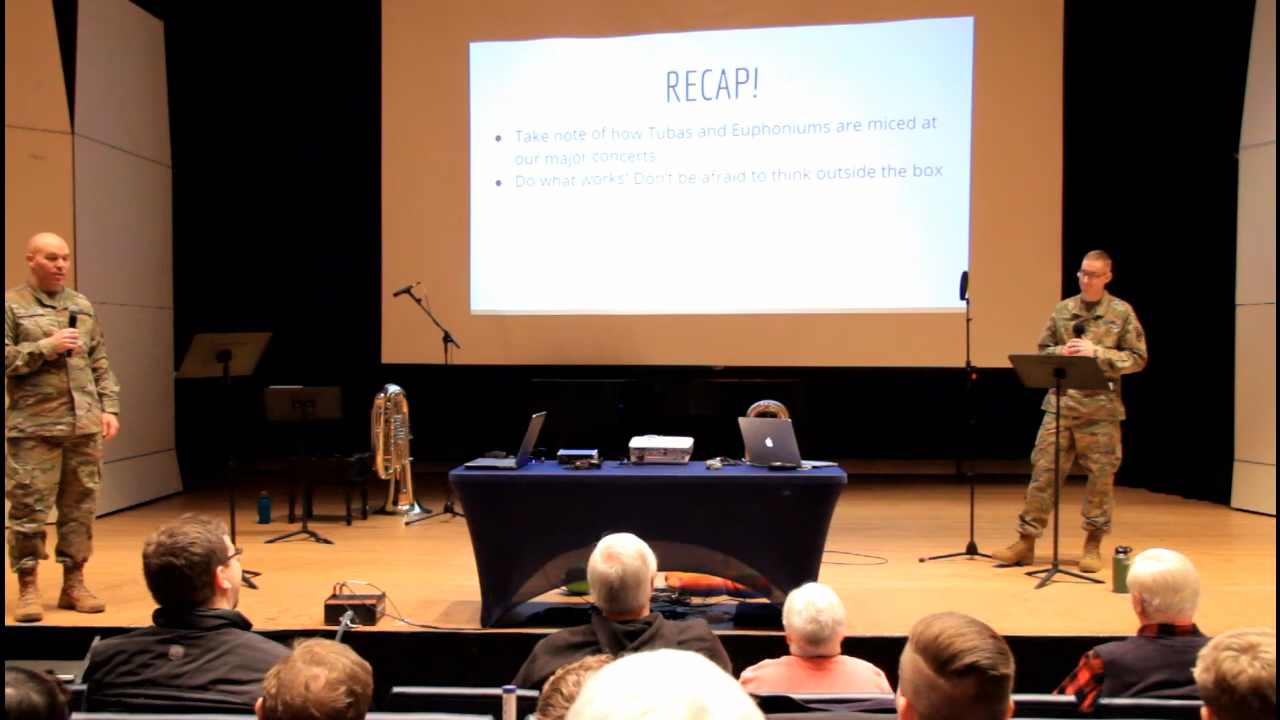 RECAP!
Take note of how Tubas and Euphoniums are miced at
our major concerts
Do what works! Don't be afraid to think outside the box